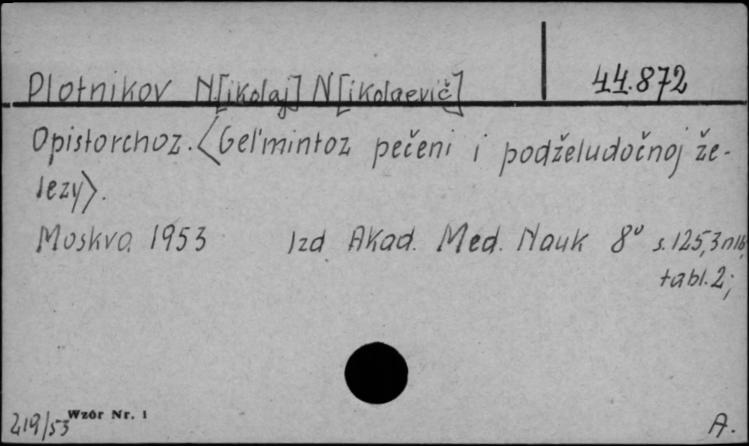 Plotnikov N[ikolaj] N[ikolaevič] 44.872
Opistorchoz. <Gel'mintoz pečeni i podželudočnoj že-
lezy>.
Moskva 1953 Izd Akad. Med. Nauk 8° s. 125,3
tabl. 2;
Wzór Nr. 1
219/53
A.